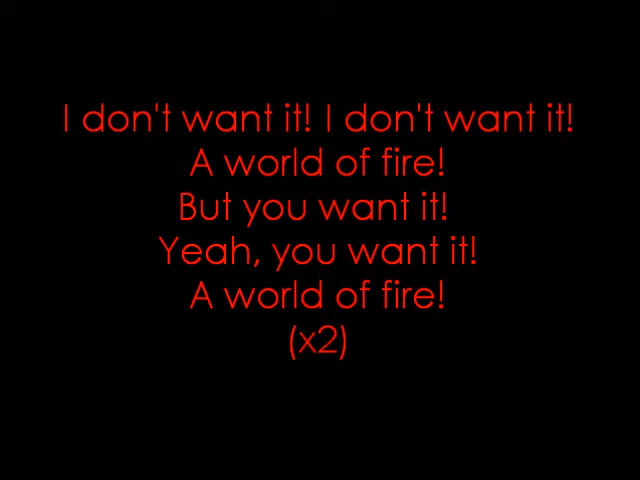 I don't want it! I don't want it!
A world of fire!
But you want it!
Yeah, you want it!
A world of fire!
(x2)